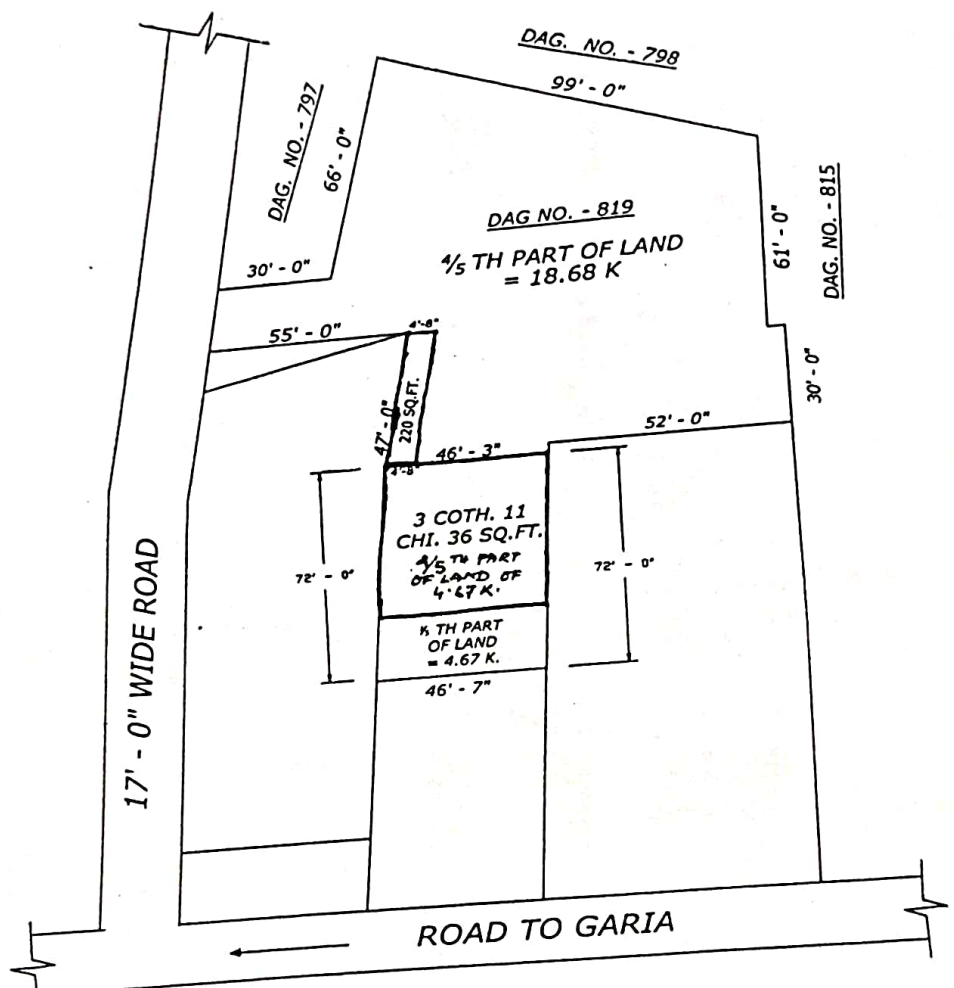 DAG. NO. - 798
99' - 0"
DAG. NO. - 797
66' - 0"
DAG NO. - 819
4/5 TH PART OF LAND
= 18.68 K
61' - 0"
DAG. NO. - 815
30' - 0"
55' - 0"
4'-8"
30' - 0"
47' - 0"
220 SQ.FT.
52' - 0"
46' - 3"
4'-8"
3 COTH. 11
CHI. 36 SQ.FT.
4/5 TH PART
OF LAND OF
4.67 K.
72' - 0"
72' - 0"
TH PART
OF LAND
= 4.67 K.
46' - 7"
17' - 0" WIDE ROAD
ROAD TO GARIA